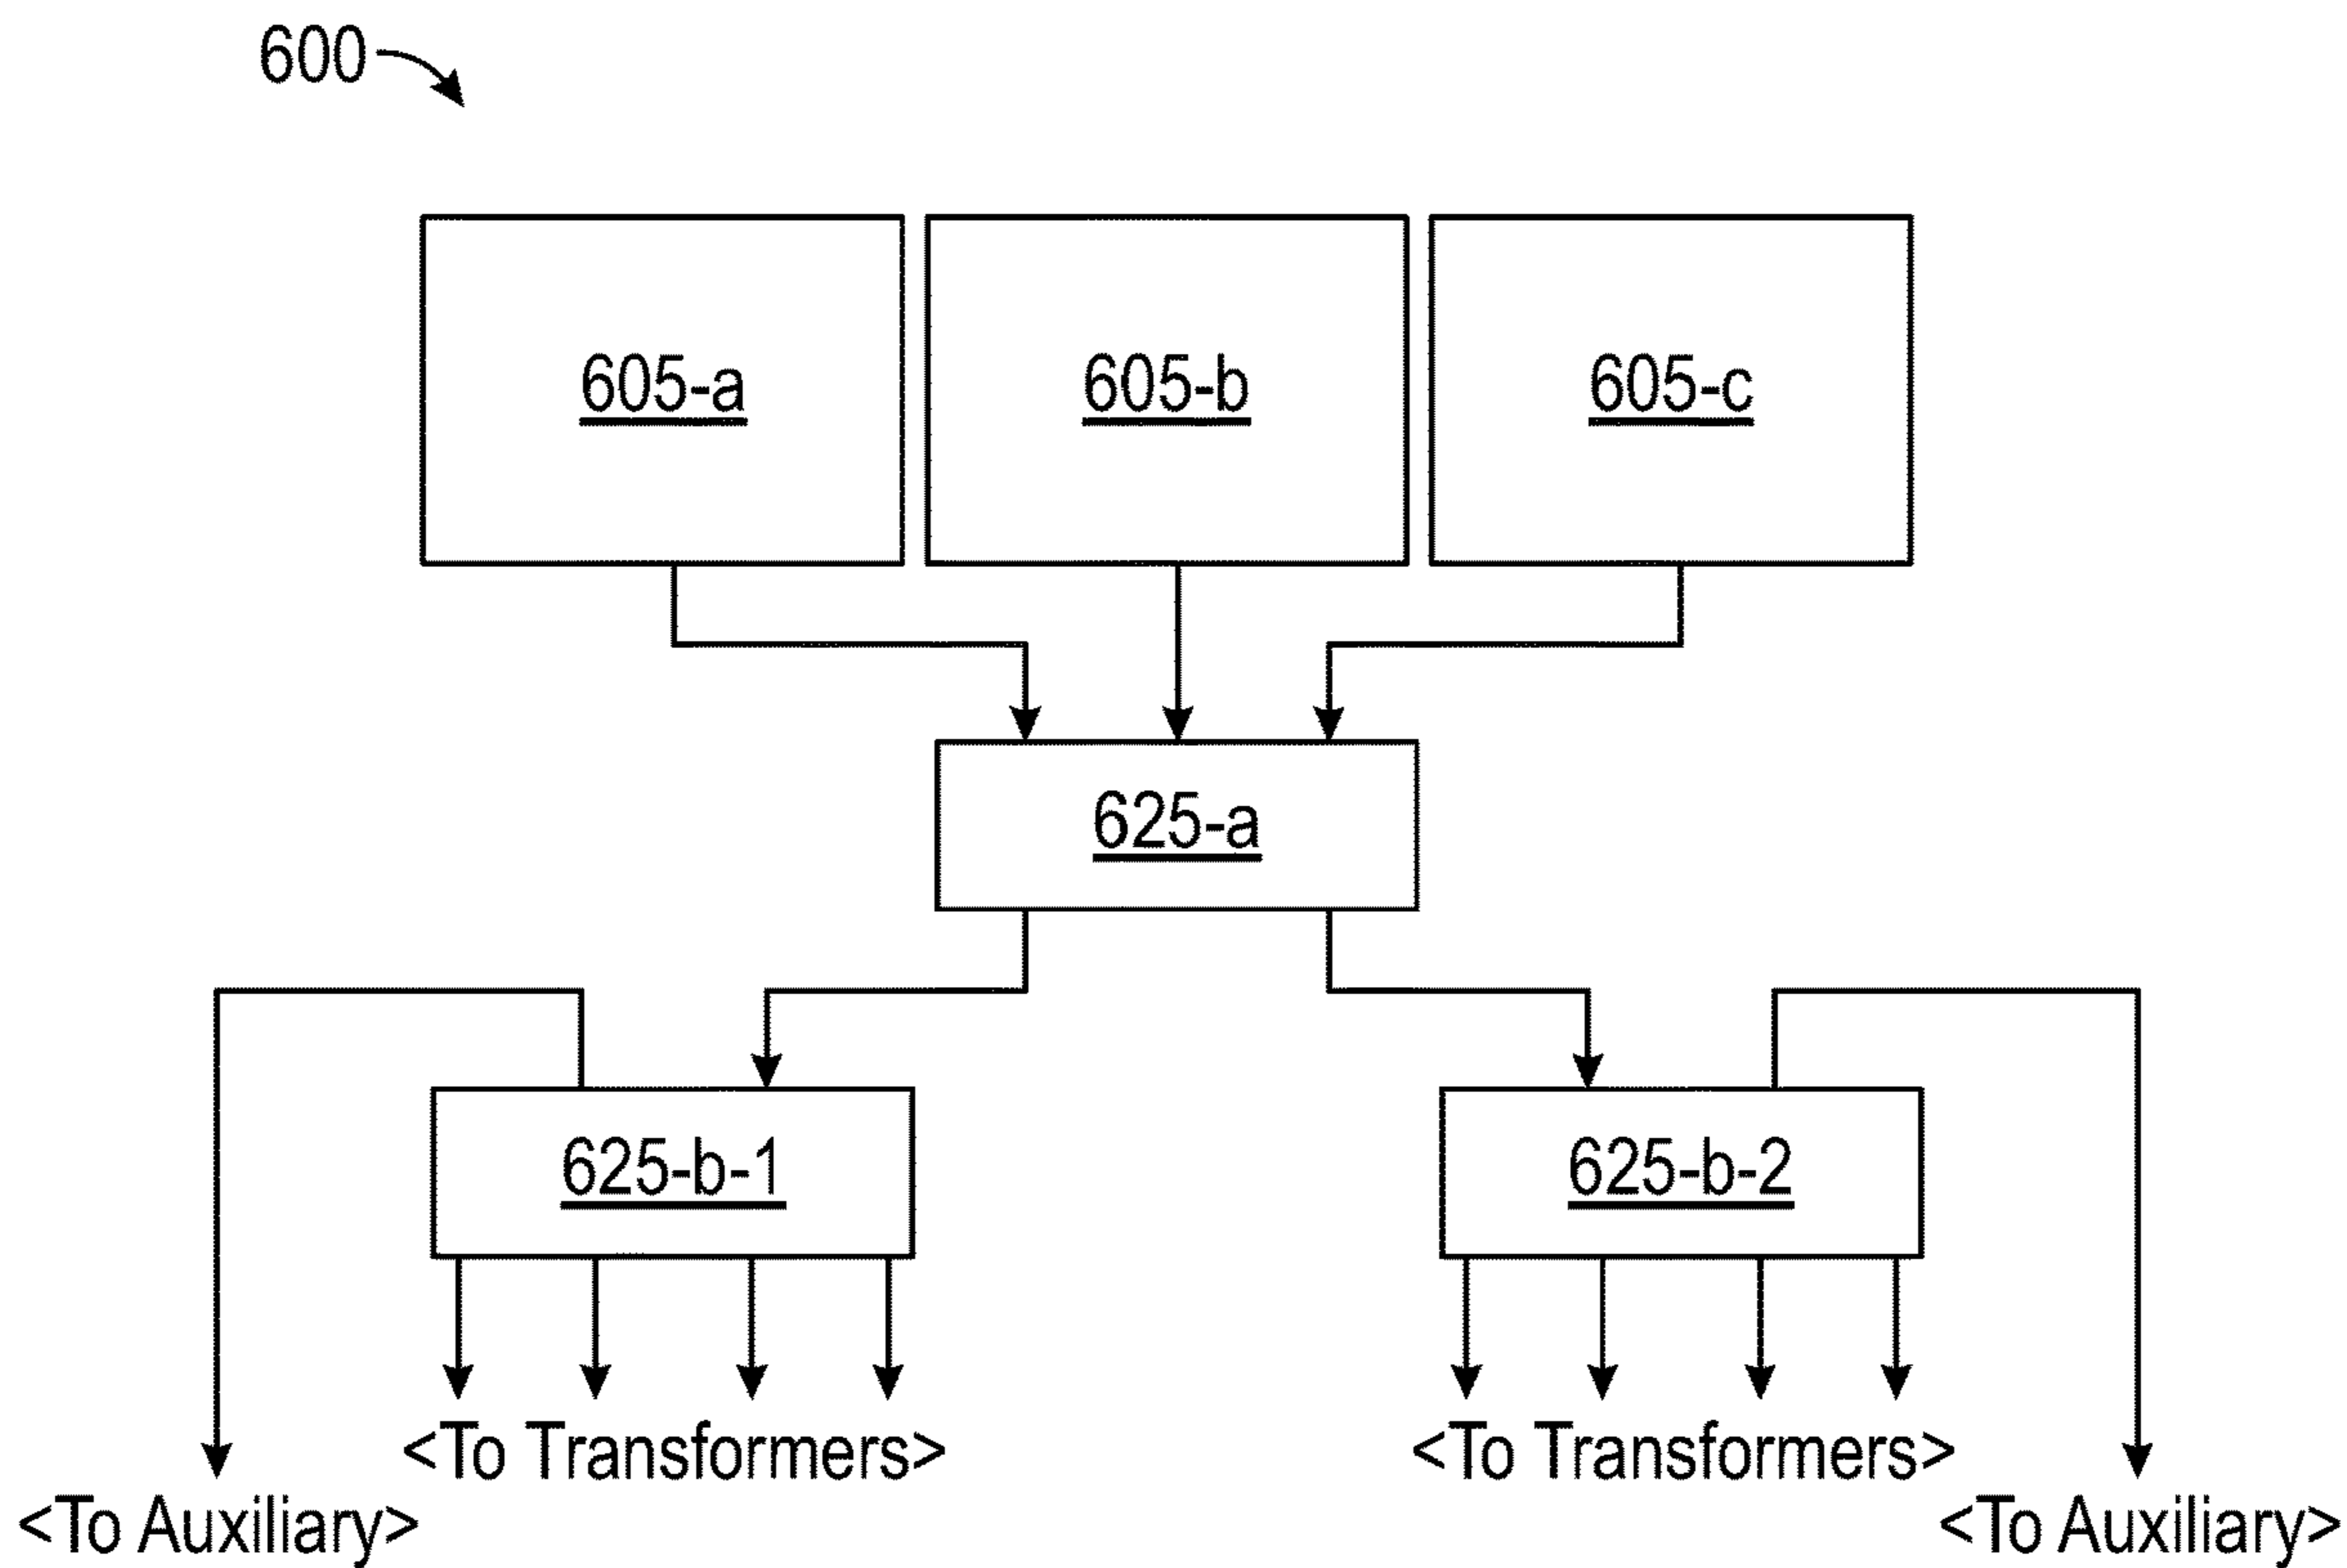 600
605-a 605-b 605-c
625-a
625-b-1 625-b-2
<To Transformers> <To Transformers>
<To Auxiliary> <To Auxiliary>